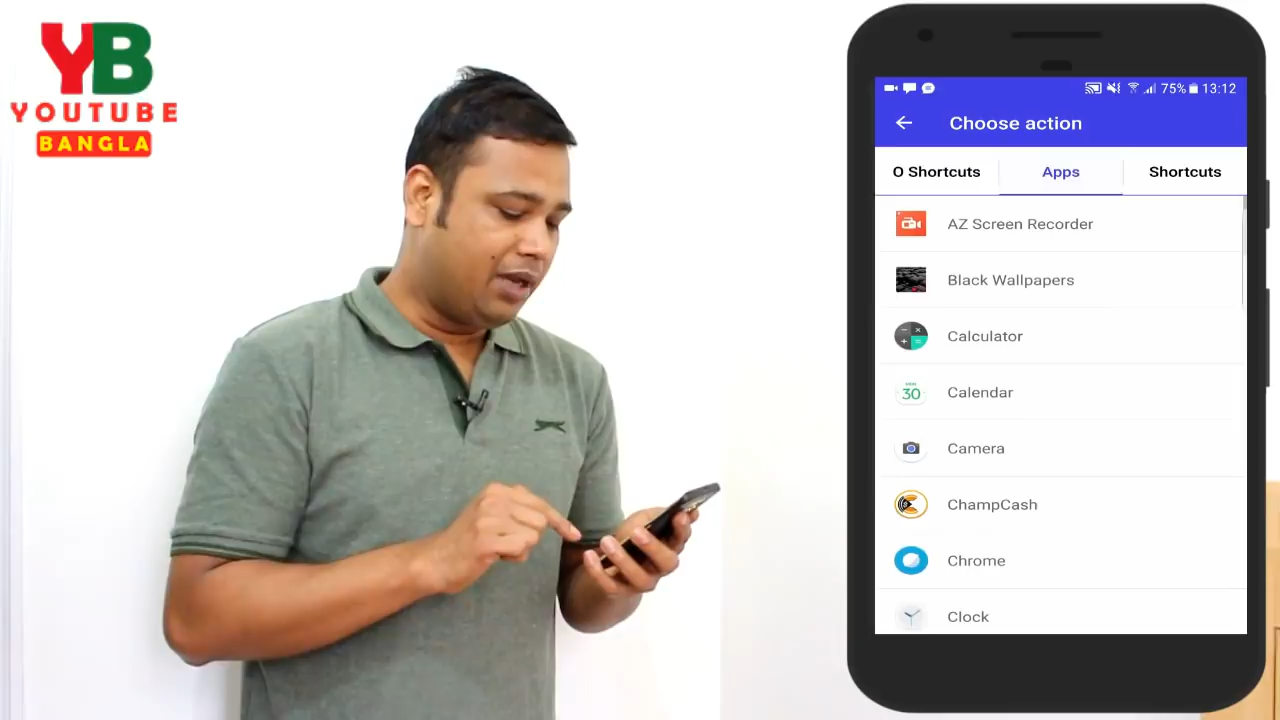 YB
YOUTUBE
BANGLA
75% 13:12
Choose action
O Shortcuts Apps Shortcuts
AZ Screen Recorder
Black Wallpapers
Calculator
30 Calendar
Camera
ChampCash
Chrome
Clock